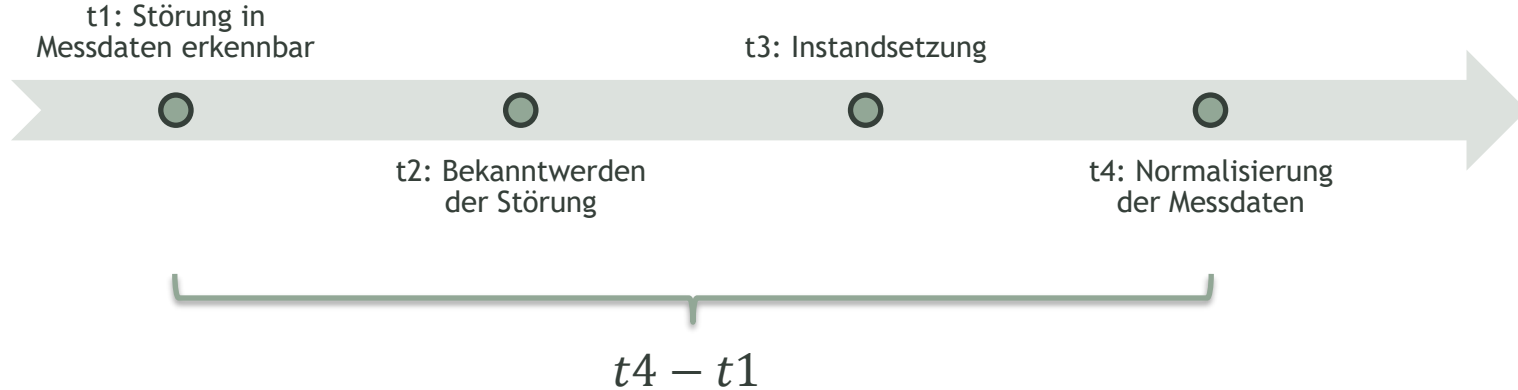 t1: Störung in
Messdaten erkennbar
t2: Bekanntwerden
der Störung
t3: Instandsetzung
t4: Normalisierung
der Messdaten
t4 − t1